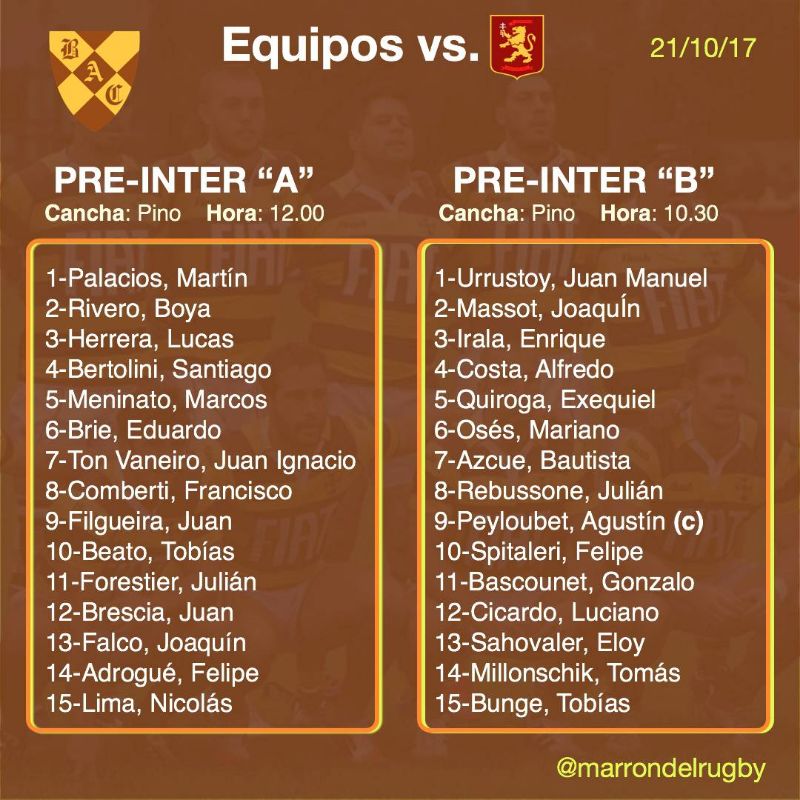 BAC
Equipos vs.
21/10/17
PRE-INTER “A”
Cancha: Pino Hora: 12.00
1-Palacios, Martín
2-Rivero, Boya
3-Herrera, Lucas
4-Bertolini, Santiago
5-Meninato, Marcos
6-Brie, Eduardo
7-Ton Vaneiro, Juan Ignacio
8-Comberti, Francisco
9-Filgueira, Juan
10-Beato, Tobías
11-Forestier, Julián
12-Brescia, Juan
13-Falco, Joaquín
14-Adrogué, Felipe
15-Lima, Nicolás
PRE-INTER “B”
Cancha: Pino Hora: 10.30
1-Urrustoy, Juan Manuel
2-Massot, JoaquÍn
3-Irala, Enrique
4-Costa, Alfredo
5-Quiroga, Exequiel
6-Osés, Mariano
7-Azcue, Bautista
8-Rebussone, Julián
9-Peyloubet, Agustín (c)
10-Spitaleri, Felipe
11-Bascounet, Gonzalo
12-Cicardo, Luciano
13-Sahovaler, Eloy
14-Millonschik, Tomás
15-Bunge, Tobías
FIAT
FIAT
FIAT
@marrondelrugby